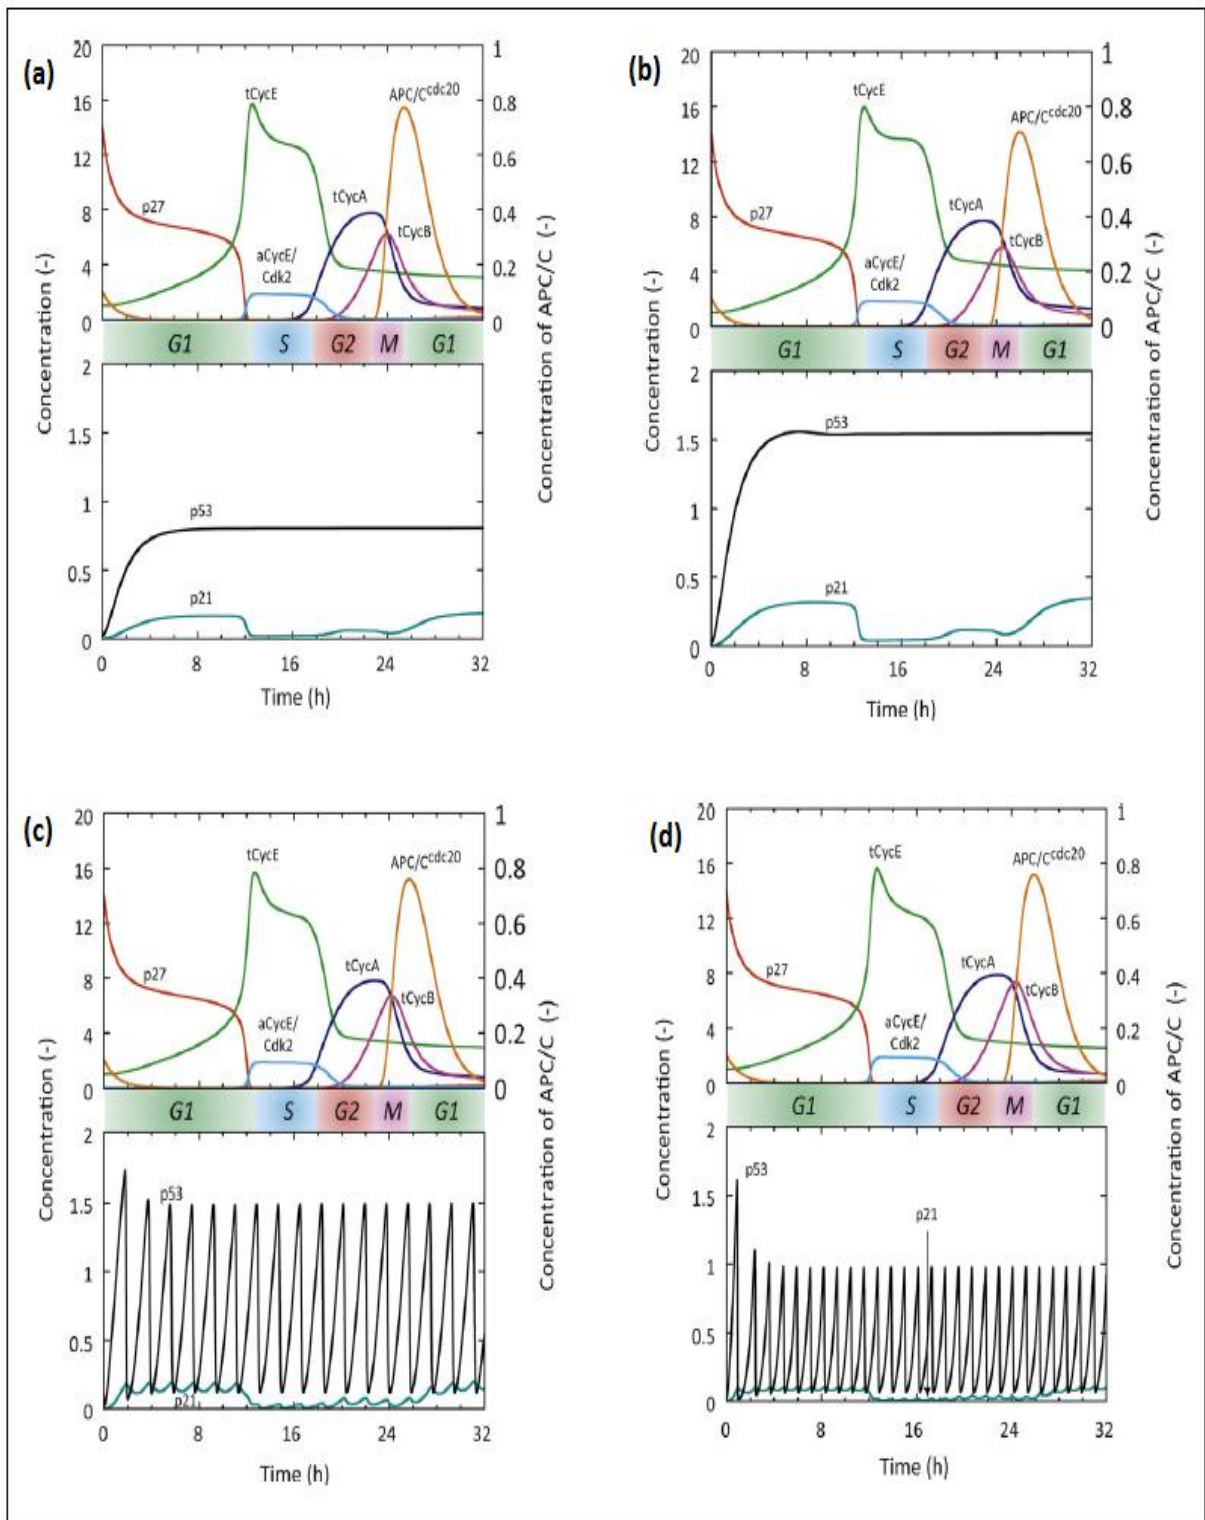 (a)
20
16
12
8
4
0
1
0.8
0.6
0.4
0.2
0
tCycE
APC/C^cdc20
p27
tCycA
tCycB
aCycE/
Cdk2
G1 S G2 M G1
Concentration (-)
Concentration (-)
Concentration of APC/C (-)
2
1.5
1
0.5
0
p53
p21
0 8 16 24 32
Time (h)
(b)
20
16
12
8
4
0
1
0.8
0.6
0.4
0.2
0
tCycE
APC/C^cdc20
p27
tCycA
tCycB
aCycE/
Cdk2
G1 S G2 M G1
Concentration (-)
Concentration (-)
Concentration of APC/C (-)
2
1.5
1
0.5
0
p53
p21
0 8 16 24 32
Time (h)
(c)
20
16
12
8
4
0
1
0.8
0.6
0.4
0.2
0
tCycE
APC/C^cdc20
p27
tCycA
tCycB
aCycE/
Cdk2
G1 S G2 M G1
Concentration (-)
Concentration (-)
Concentration of APC/C (-)
2
1.5
1
0.5
0
p53
p21
0 8 16 24 32
Time (h)
(d)
20
16
12
8
4
0
1
0.8
0.6
0.4
0.2
0
tCycE
APC/C^cdc20
p27
tCycA
tCycB
aCycE/
Cdk2
G1 S G2 M G1
Concentration (-)
Concentration (-)
Concentration of APC/C (-)
2
1.5
1
0.5
0
p53
p21
0 8 16 24 32
Time (h)